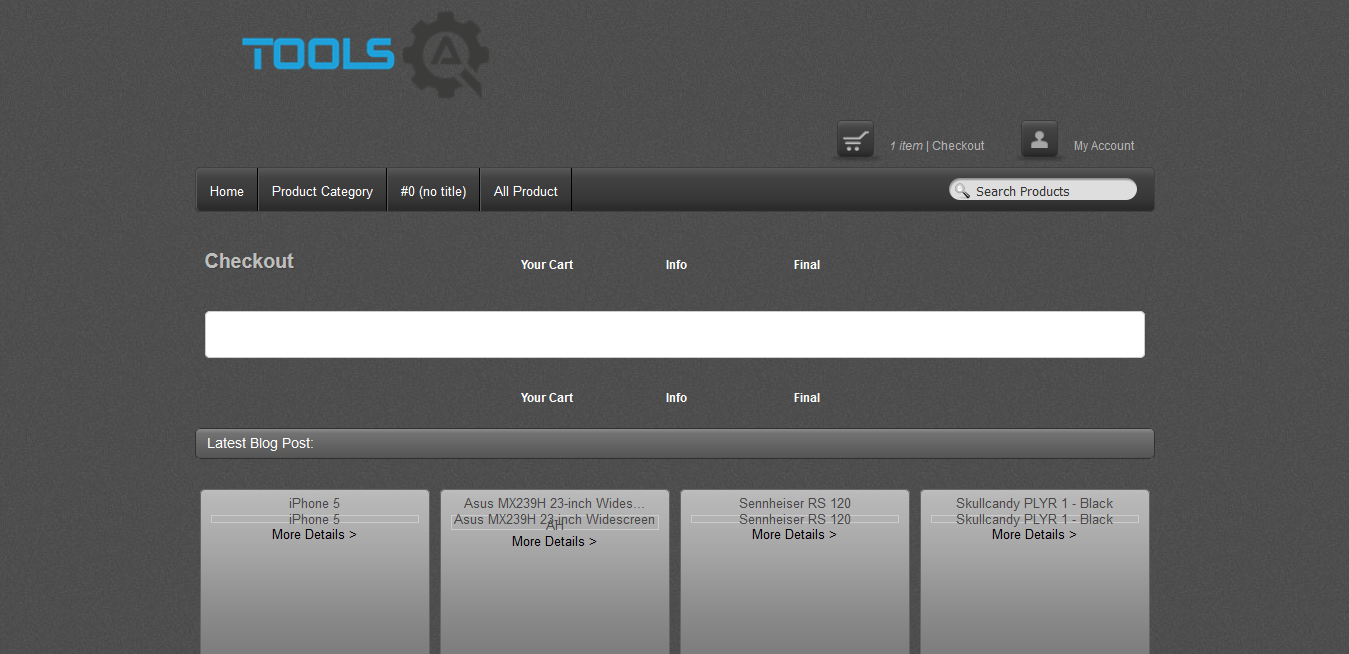 TOOLS
1 item | Checkout
My Account
Home
Product Category
#0 (no title)
All Product
Search Products
Checkout
Your Cart
Info
Final
Your Cart
Info
Final
Latest Blog Post:
iPhone 5
iPhone 5
More Details >
Asus MX239H 23-inch Wides...
Asus MX239H 23-inch Widescreen
AH
More Details >
Sennheiser RS 120
Sennheiser RS 120
More Details >
Skullcandy PLYR 1 - Black
Skullcandy PLYR 1 - Black
More Details >